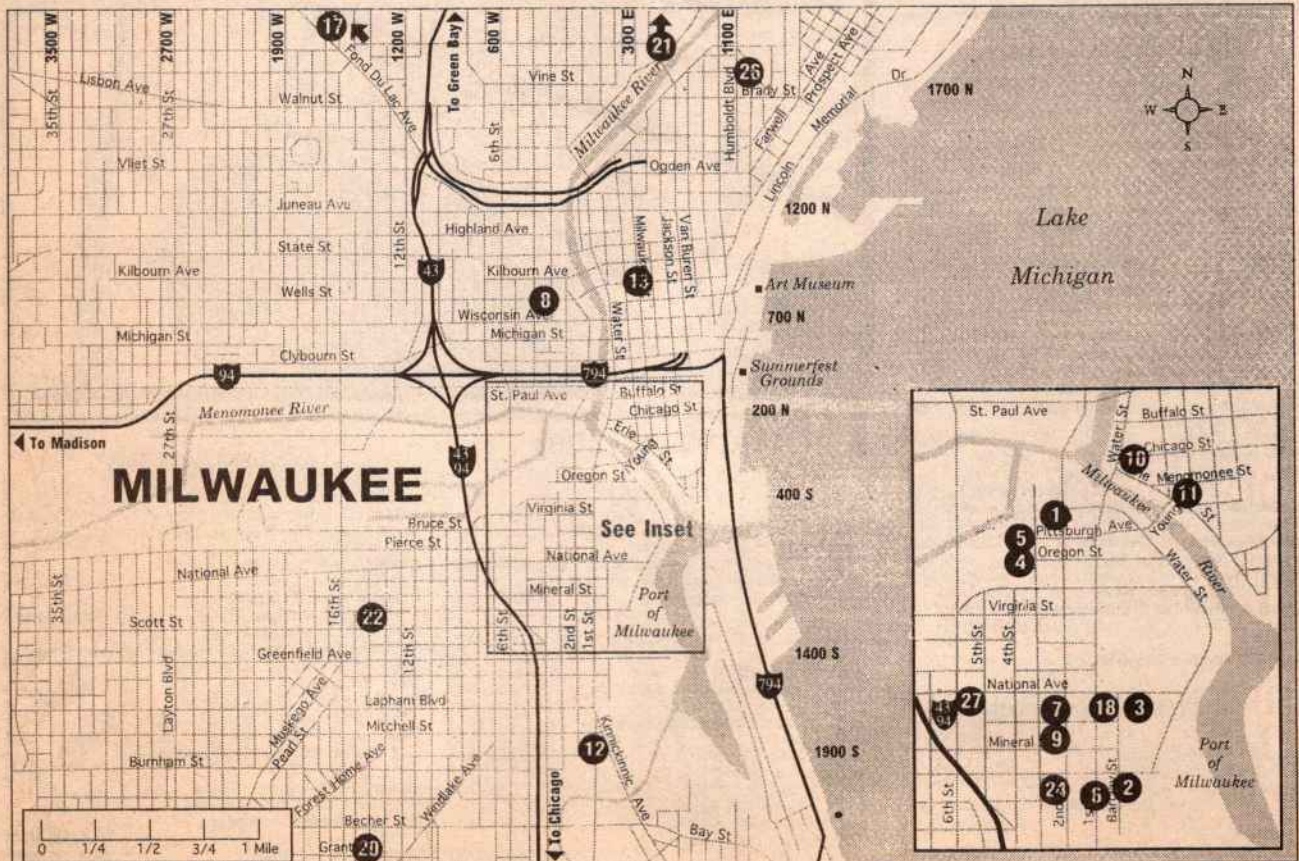 3500 W
2700 W
1900 W
17
1200 W
To Green Bay
600 W
300 E
21
1100 E
35th St
Lisbon Ave
27th St
Walnut St
Fond Du Lac Ave
6th St
Vine St
Milwaukee River
Humboldt Blvd
26
Brady St
Farwell Ave
Prospect Ave
Lincoln Memorial Dr
1700 N
N
W E
S
Vliet St
Ogden Ave
Juneau Avu
12th St
Highland Ave
1200 N
State St
Jackson St
Van Buren St
Kilbourn Ave
43
Kilbourn Ave
13
Lake
Michigan
Wells St
8
Art Museum
Wisconsin Ave
Water St
700 N
Michigan St
Michigan St
Clybourn St
94
794
Summerfest
Grounds
Menomonee River
St. Paul Ave
Buffalo St
Chicago St
200 N
To Madison
27th St
Erie
Young St
MILWAUKEE
43
94
Oregon St
400 S
Virginia St
See Inset
Bruce St
Pierce St
National Ave
National Ave
35th St
16th St
Mineral St
Port
of
Milwaukee
Scott St
22
12th St
6th St
2nd St
1st St
Greenfield Ave
1400 S
Layton Blvd
Muskego Ave
Pearl St
Lapham Blvd
794
Mitchell St
12
Kinnickinnic Ave
1900 S
Burnham St
Forest Home Ave
Windlake Ave
To Chicago
Becher St
Bay St
20
0 1/4 1/2 3/4 1 Mile
St. Paul Ave
Water St
Buffalo St
Chicago St
10
Menomonee St
11
Milwaukee River
Young St
1
Pittsburgh Ave
5
Oregon St
4
Water St
Virginia St
5th St
4th St
National Ave
43
94
27
7
18
3
Mineral
9
Port
of
Milwaukee
6th St
24
2nd
6
1st
2